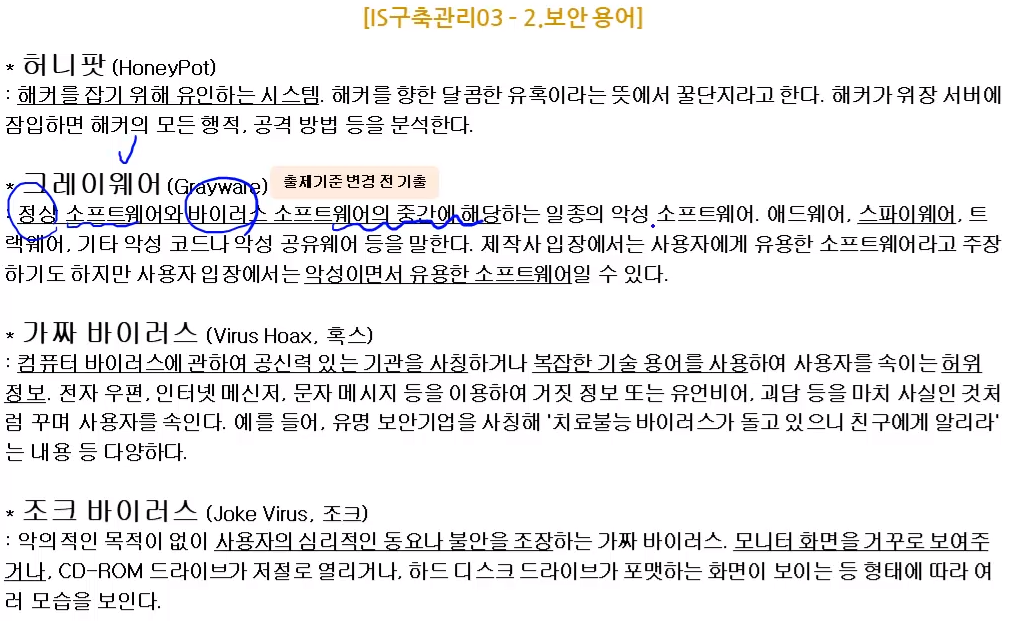 [IS구축관리03 - 2.보안 용어]
* 허니팟 (HoneyPot)
: 해커를 잡기 위해 유인하는 시스템. 해커를 향한 달콤한 유혹이라는 뜻에서 꿀단지라고 한다. 해커가 위장 서버에
잠입하면 해커의 모든 행적, 공격 방법 등을 분석한다.
* 그레이웨어 (Grayware) 출제기준 변경 전 기출
: 정상 소프트웨어와 바이러스 소프트웨어의 중간에 해당하는 일종의 악성 소프트웨어. 애드웨어, 스파이웨어, 트
랙웨어, 기타 악성 코드나 악성 공유웨어 등을 말한다. 제작사 입장에서는 사용자에게 유용한 소프트웨어라고 주장
하기도 하지만 사용자 입장에서는 악성이면서 유용한 소프트웨어일 수 있다.
* 가짜 바이러스 (Virus Hoax, 혹스)
: 컴퓨터 바이러스에 관하여 공신력 있는 기관을 사칭하거나 복잡한 기술 용어를 사용하여 사용자를 속이는 허위
정보. 전자 우편, 인터넷 메신저, 문자 메시지 등을 이용하여 거짓 정보 또는 유언비어, 괴담 등을 마치 사실인 것처
럼 꾸며 사용자를 속인다. 예를 들어, 유명 보안기업을 사칭해 '치료불능 바이러스가 돌고 있으니 친구에게 알리라'
는 내용 등 다양하다.
* 조크 바이러스 (Joke Virus, 조크)
: 악의적인 목적이 없이 사용자의 심리적인 동요나 불안을 조장하는 가짜 바이러스. 모니터 화면을 거꾸로 보여주
거나, CD-ROM 드라이브가 저절로 열리거나, 하드 디스크 드라이브가 포맷하는 화면이 보이는 등 형태에 따라 여
러 모습을 보인다.